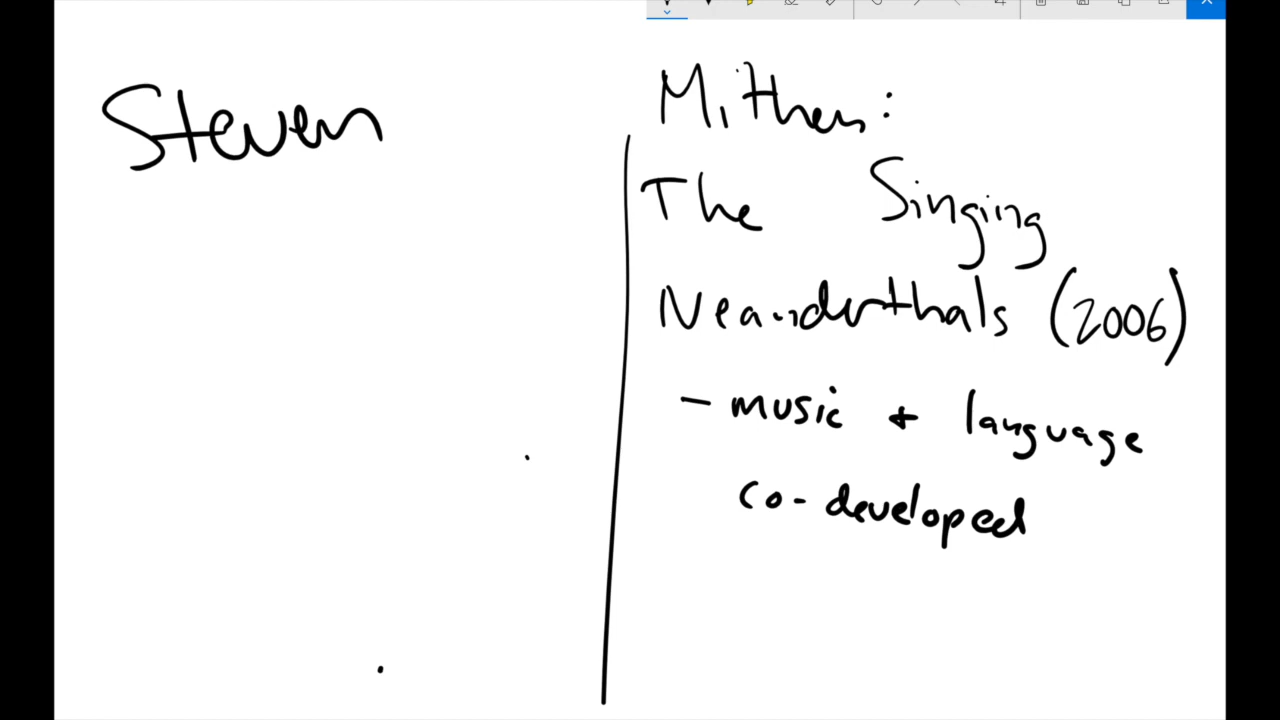 Steven
Mithen:
The Singing
Neanderthals (2006)
- music + language
co-developed